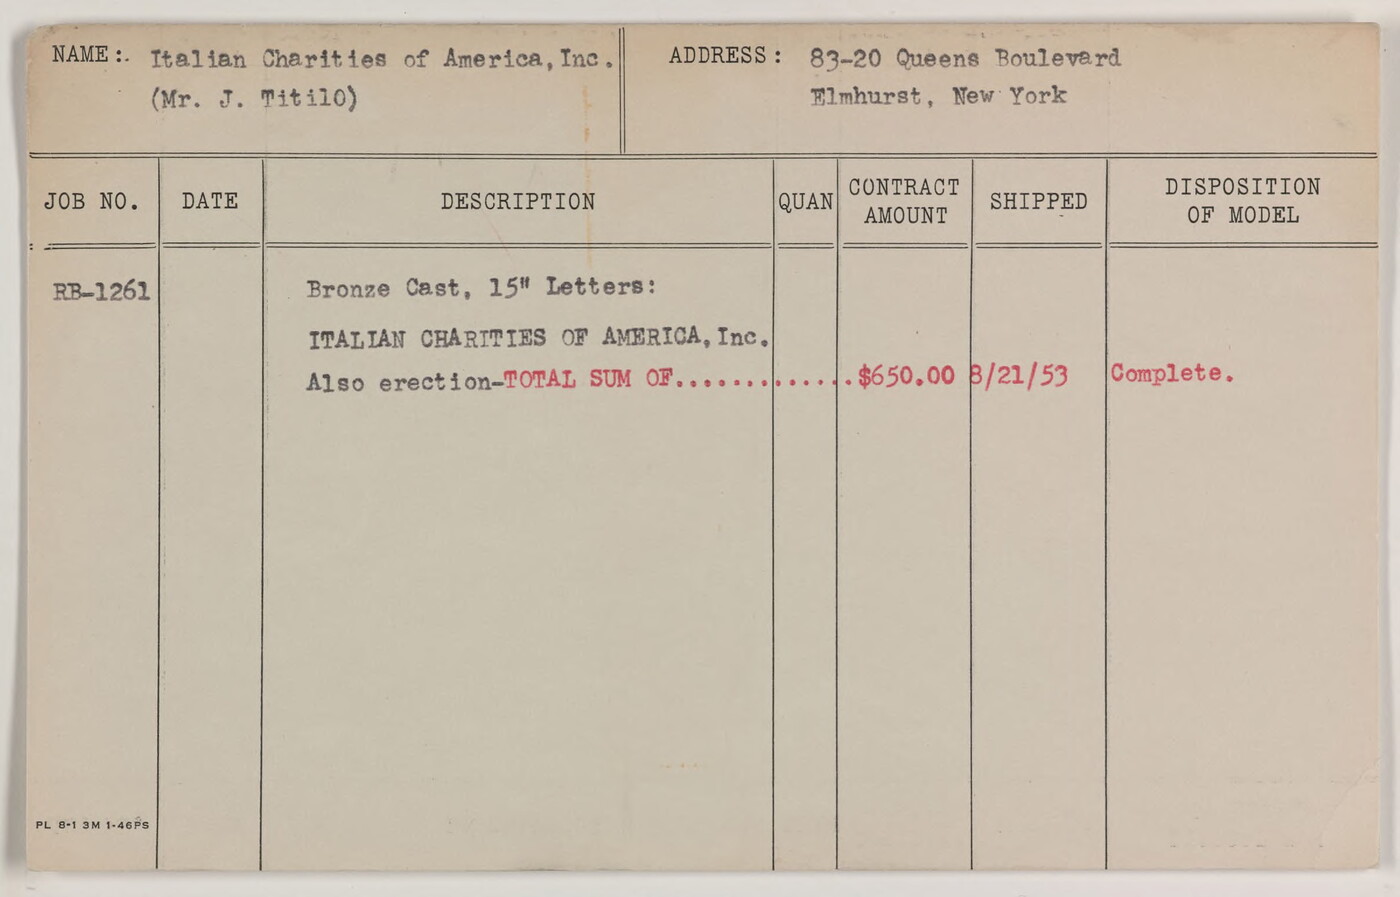 NAME:. Italian Charities of America,Inc.
(Mr. J. Titil0)
ADDRESS: 83-20 Queens Boulevard
Elmhurst, New York
JOB NO. DATE DESCRIPTION QUAN CONTRACT AMOUNT SHIPPED DISPOSITION OF MODEL
RB-1261 Bronze Cast, 15" Letters:
ITALIAN CHARITIES OF AMERICA,Inc.
Also erection-TOTAL SUM OF.............$650.00 8/21/53 Complete.
PL 8-1 3M 1-46PS